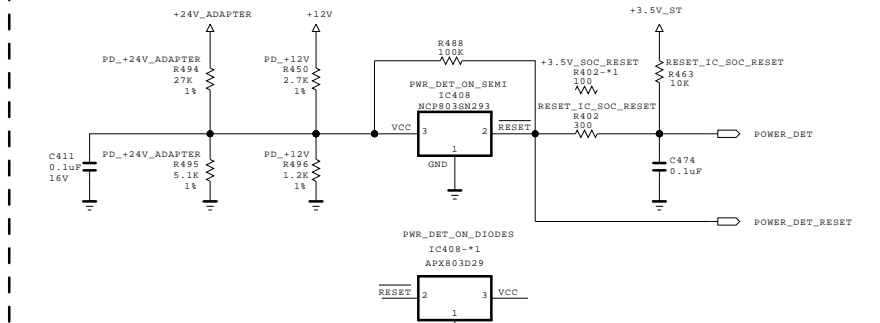 +24V_ADAPTER
+12V
+3.5V_ST
R488
100K
PD_+24V_ADAPTER
R494
27K
1%
PD_+12V
R450
2.7K
1%
+3.5V_SOC_RESET
R402-*1
100
RESET_IC_SOC_RESET
R463
10K
PWR_DET_ON_SEMI
IC408
NCP803SN293
RESET_IC_SOC_RESET
R402
300
VCC
3
2
RESET
1
GND
POWER_DET
C411
0.1uF
16V
PD_+24V_ADAPTER
R495
5.1K
1%
PD_+12V
R496
1.2K
1%
C474
0.1uF
POWER_DET_RESET
PWR_DET_ON_DIODES
IC408-*1
APX803D29
RESET
2
3
VCC
1